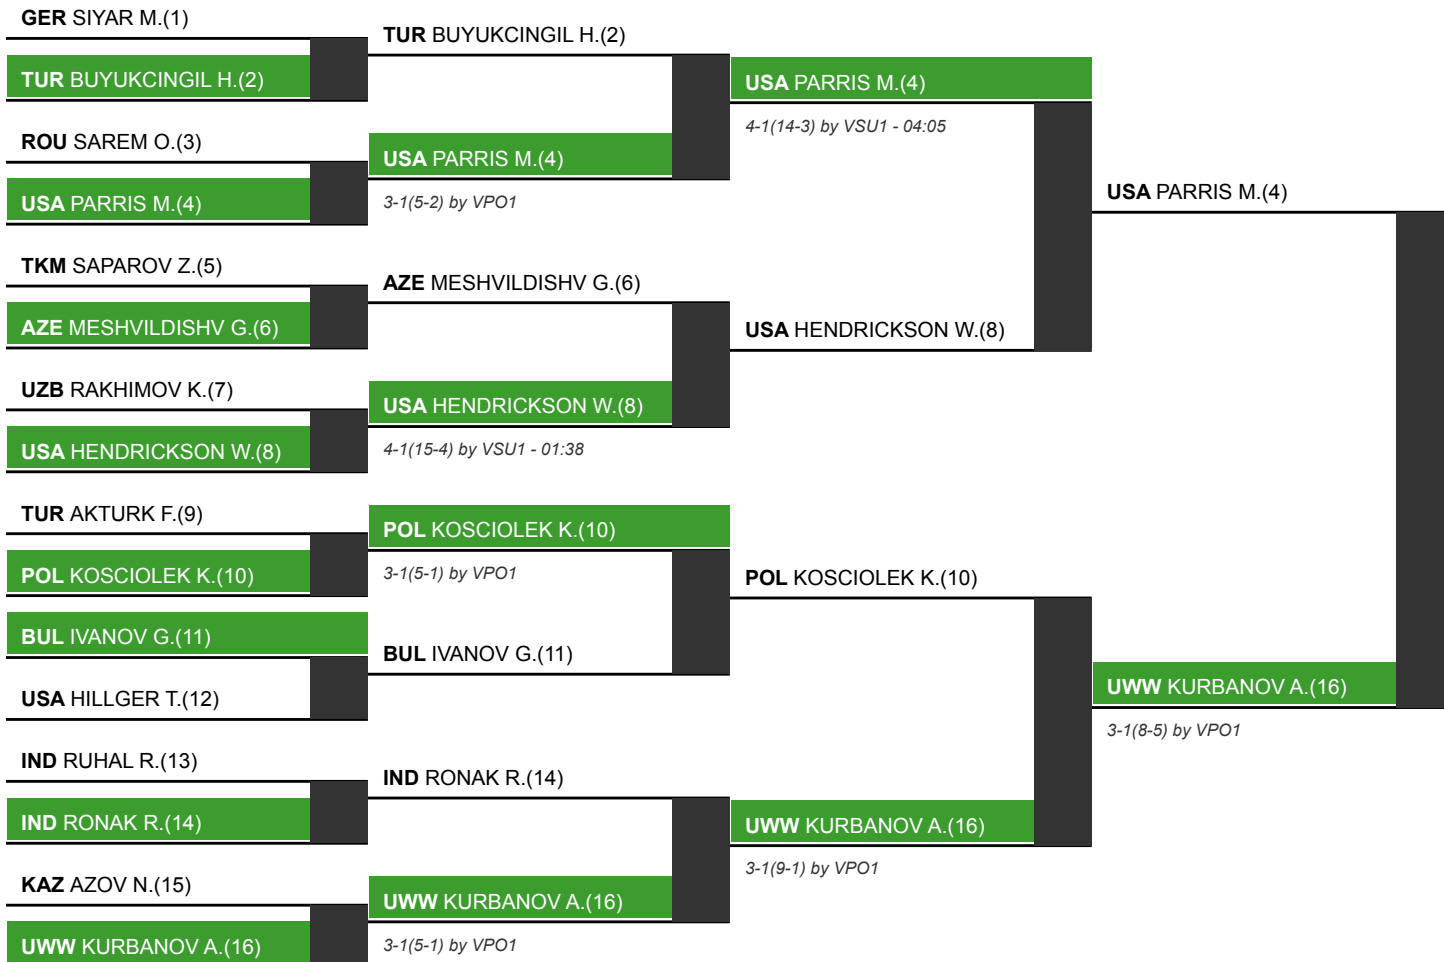 GER SIYAR M.(1)
TUR BUYUKCINGIL H.(2)
ROU SAREM O.(3)
USA PARRIS M.(4)
TKM SAPAROV Z.(5)
AZE MESHVILDISHV G.(6)
UZB RAKHIMOV K.(7)
USA HENDRICKSON W.(8)
TUR AKTURK F.(9)
POL KOSCIOLEK K.(10)
BUL IVANOV G.(11)
USA HILLGER T.(12)
IND RUHAL R.(13)
IND RONAK R.(14)
KAZ AZOV N.(15)
UWW KURBANOV A.(16)
TUR BUYUKCINGIL H.(2)
USA PARRIS M.(4)
3-1(5-2) by VPO1
AZE MESHVILDISHV G.(6)
USA HENDRICKSON W.(8)
4-1(15-4) by VSU1 - 01:38
POL KOSCIOLEK K.(10)
3-1(5-1) by VPO1
BUL IVANOV G.(11)
IND RONAK R.(14)
UWW KURBANOV A.(16)
3-1(5-1) by VPO1
USA PARRIS M.(4)
4-1(14-3) by VSU1 - 04:05
USA HENDRICKSON W.(8)
POL KOSCIOLEK K.(10)
UWW KURBANOV A.(16)
3-1(9-1) by VPO1
USA PARRIS M.(4)
UWW KURBANOV A.(16)
3-1(8-5) by VPO1